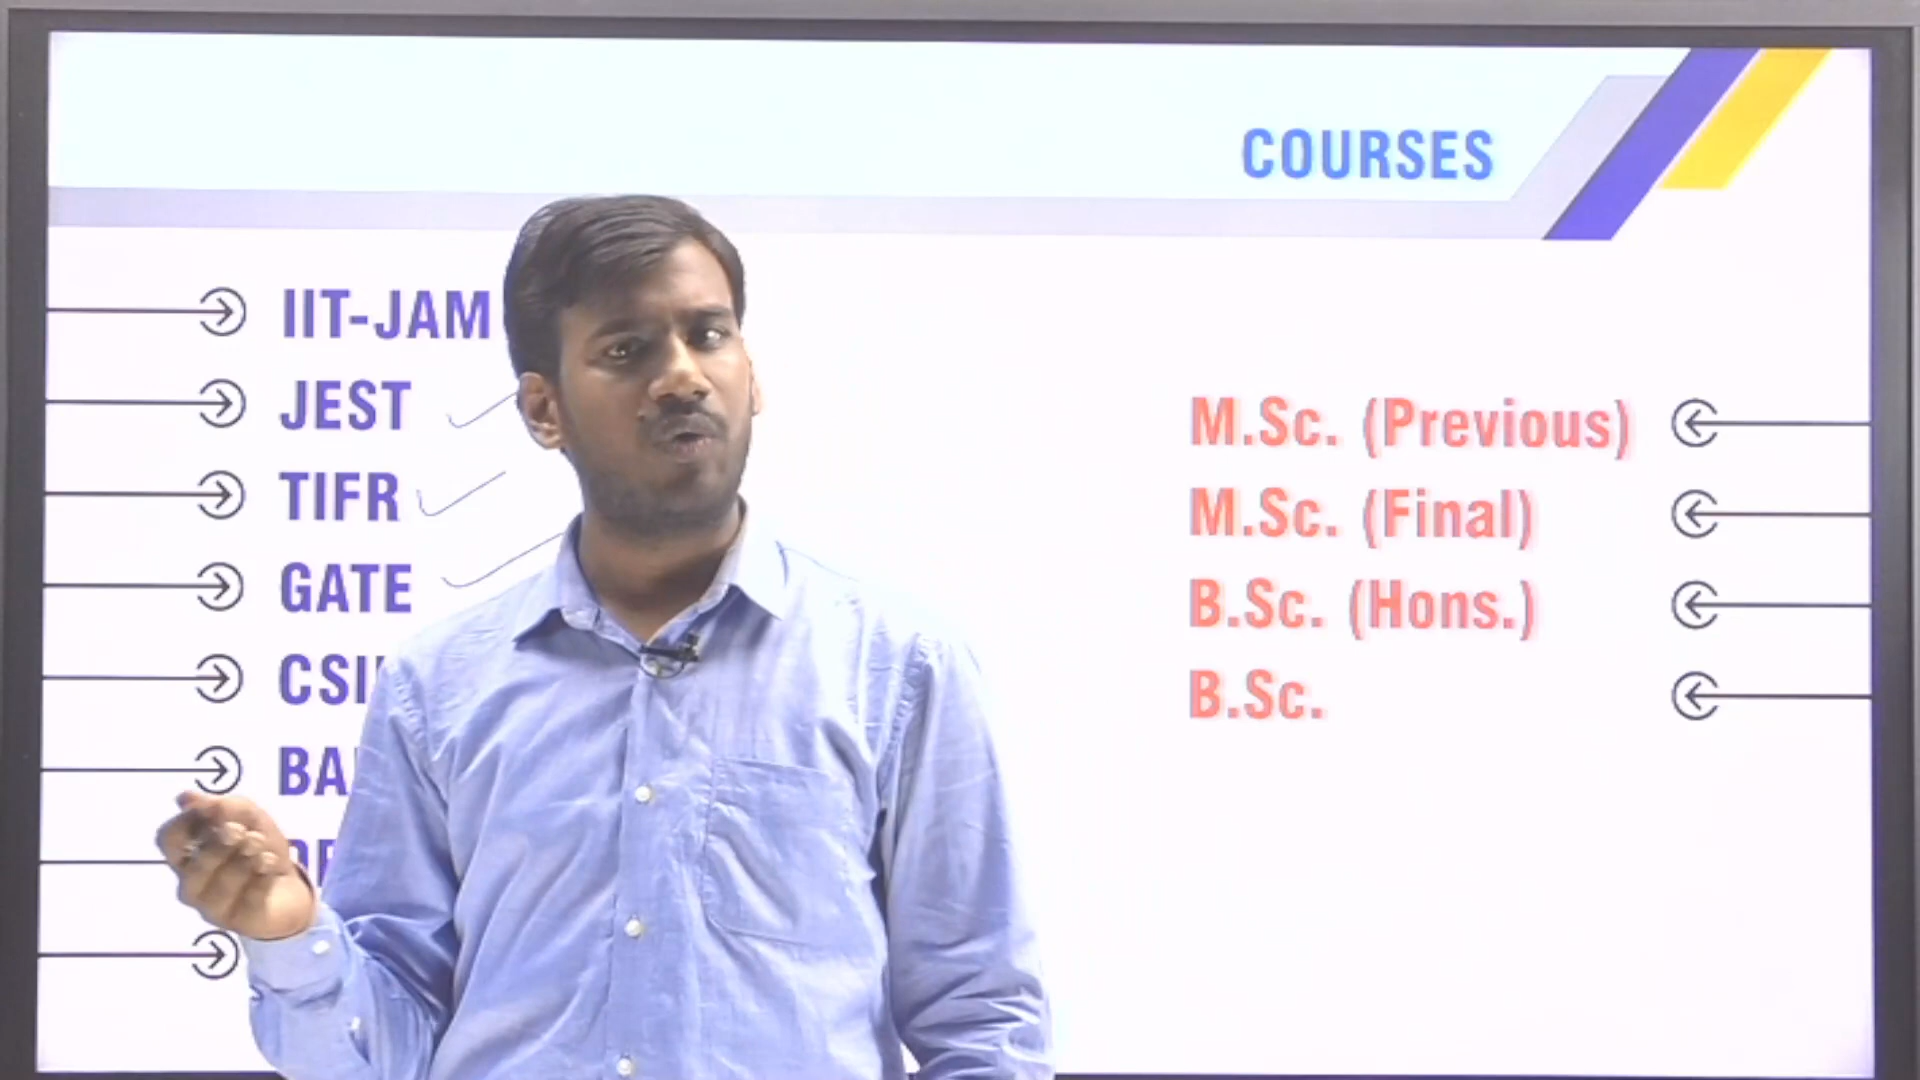 COURSES
IIT-JAM
JEST
TIFR
GATE
M.Sc. (Previous)
M.Sc. (Final)
B.Sc. (Hons.)
B.Sc.